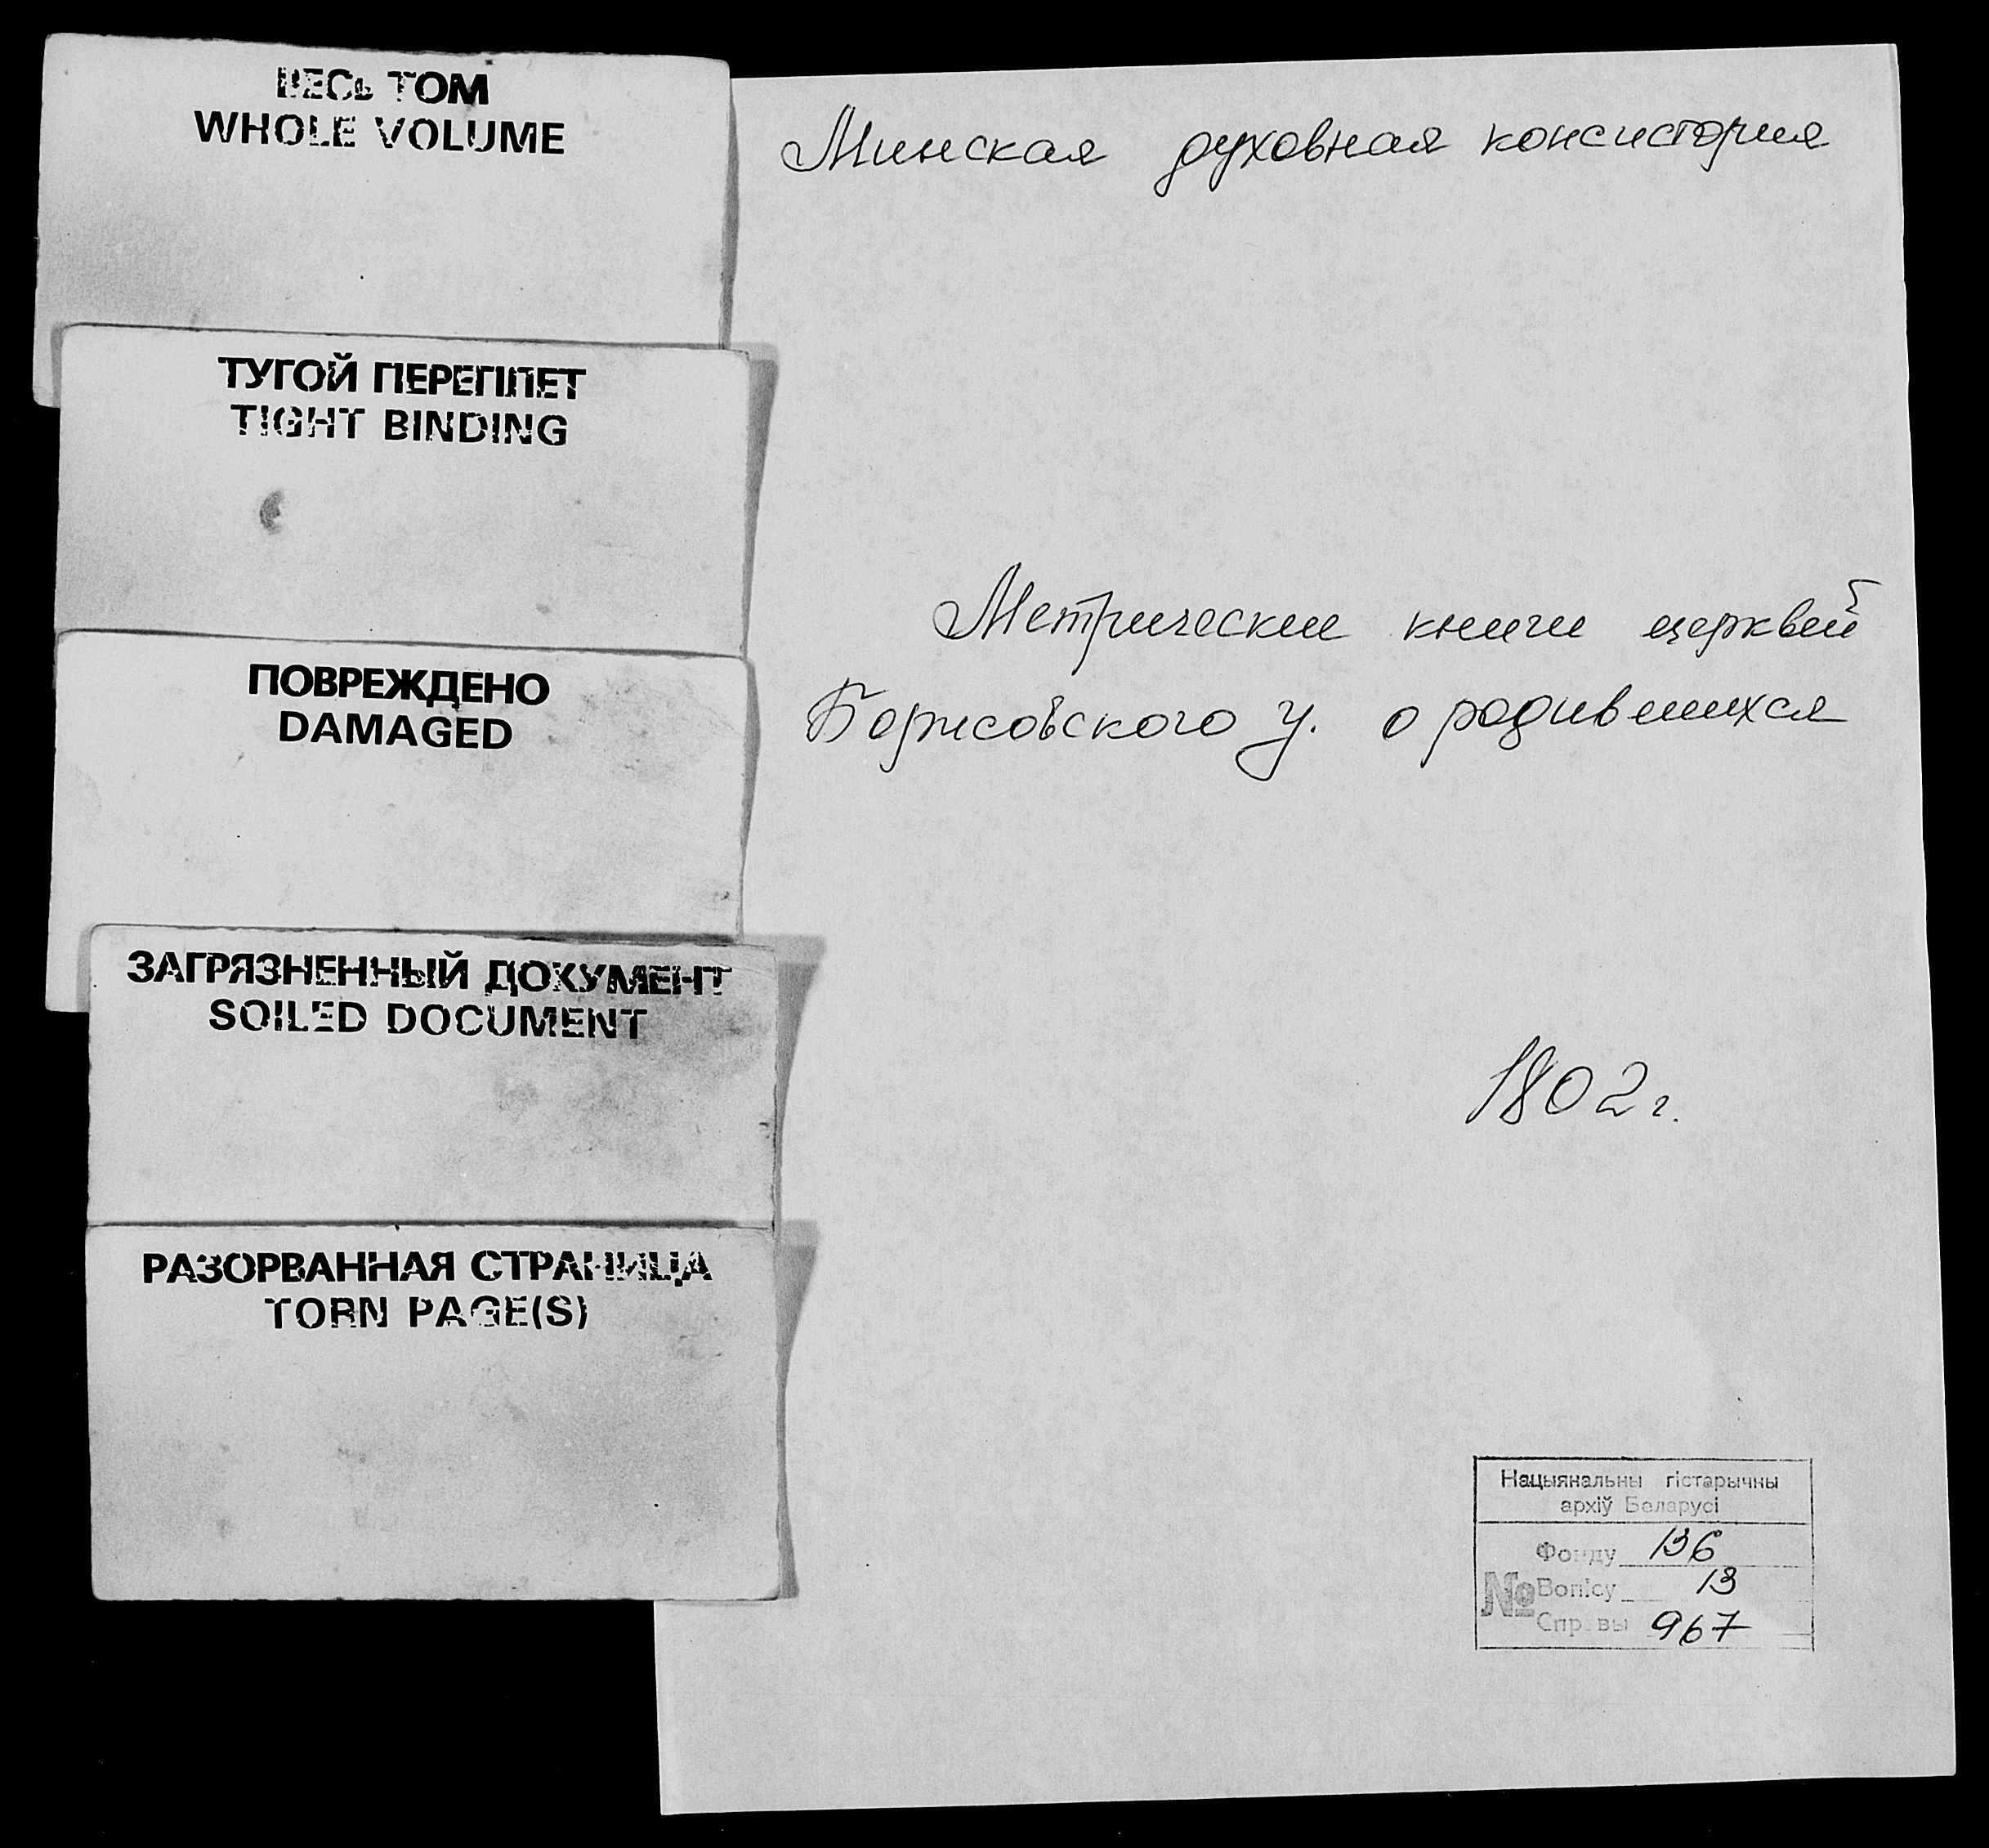 ВЕСЬ ТОМ
WHOLE VOLUME
ТУГОЙ ПЕРЕПЛЕТ
TIGHT BINDING
ПОВРЕЖДЕНО
DAMAGED
ЗАГРЯЗНЕННЫЙ ДОКУМЕНТ
SOILED DOCUMENT
РАЗОРВАННАЯ СТРАНИЦА
TORN PAGE(S)
Минская духовная консистория
Метрические книги церквей
Борисовского у. о родившихся
1802 г.
Нацыянальны гістарычны
архіў Беларусі
Фонду 136
№ Вопісу 13
Справы 967